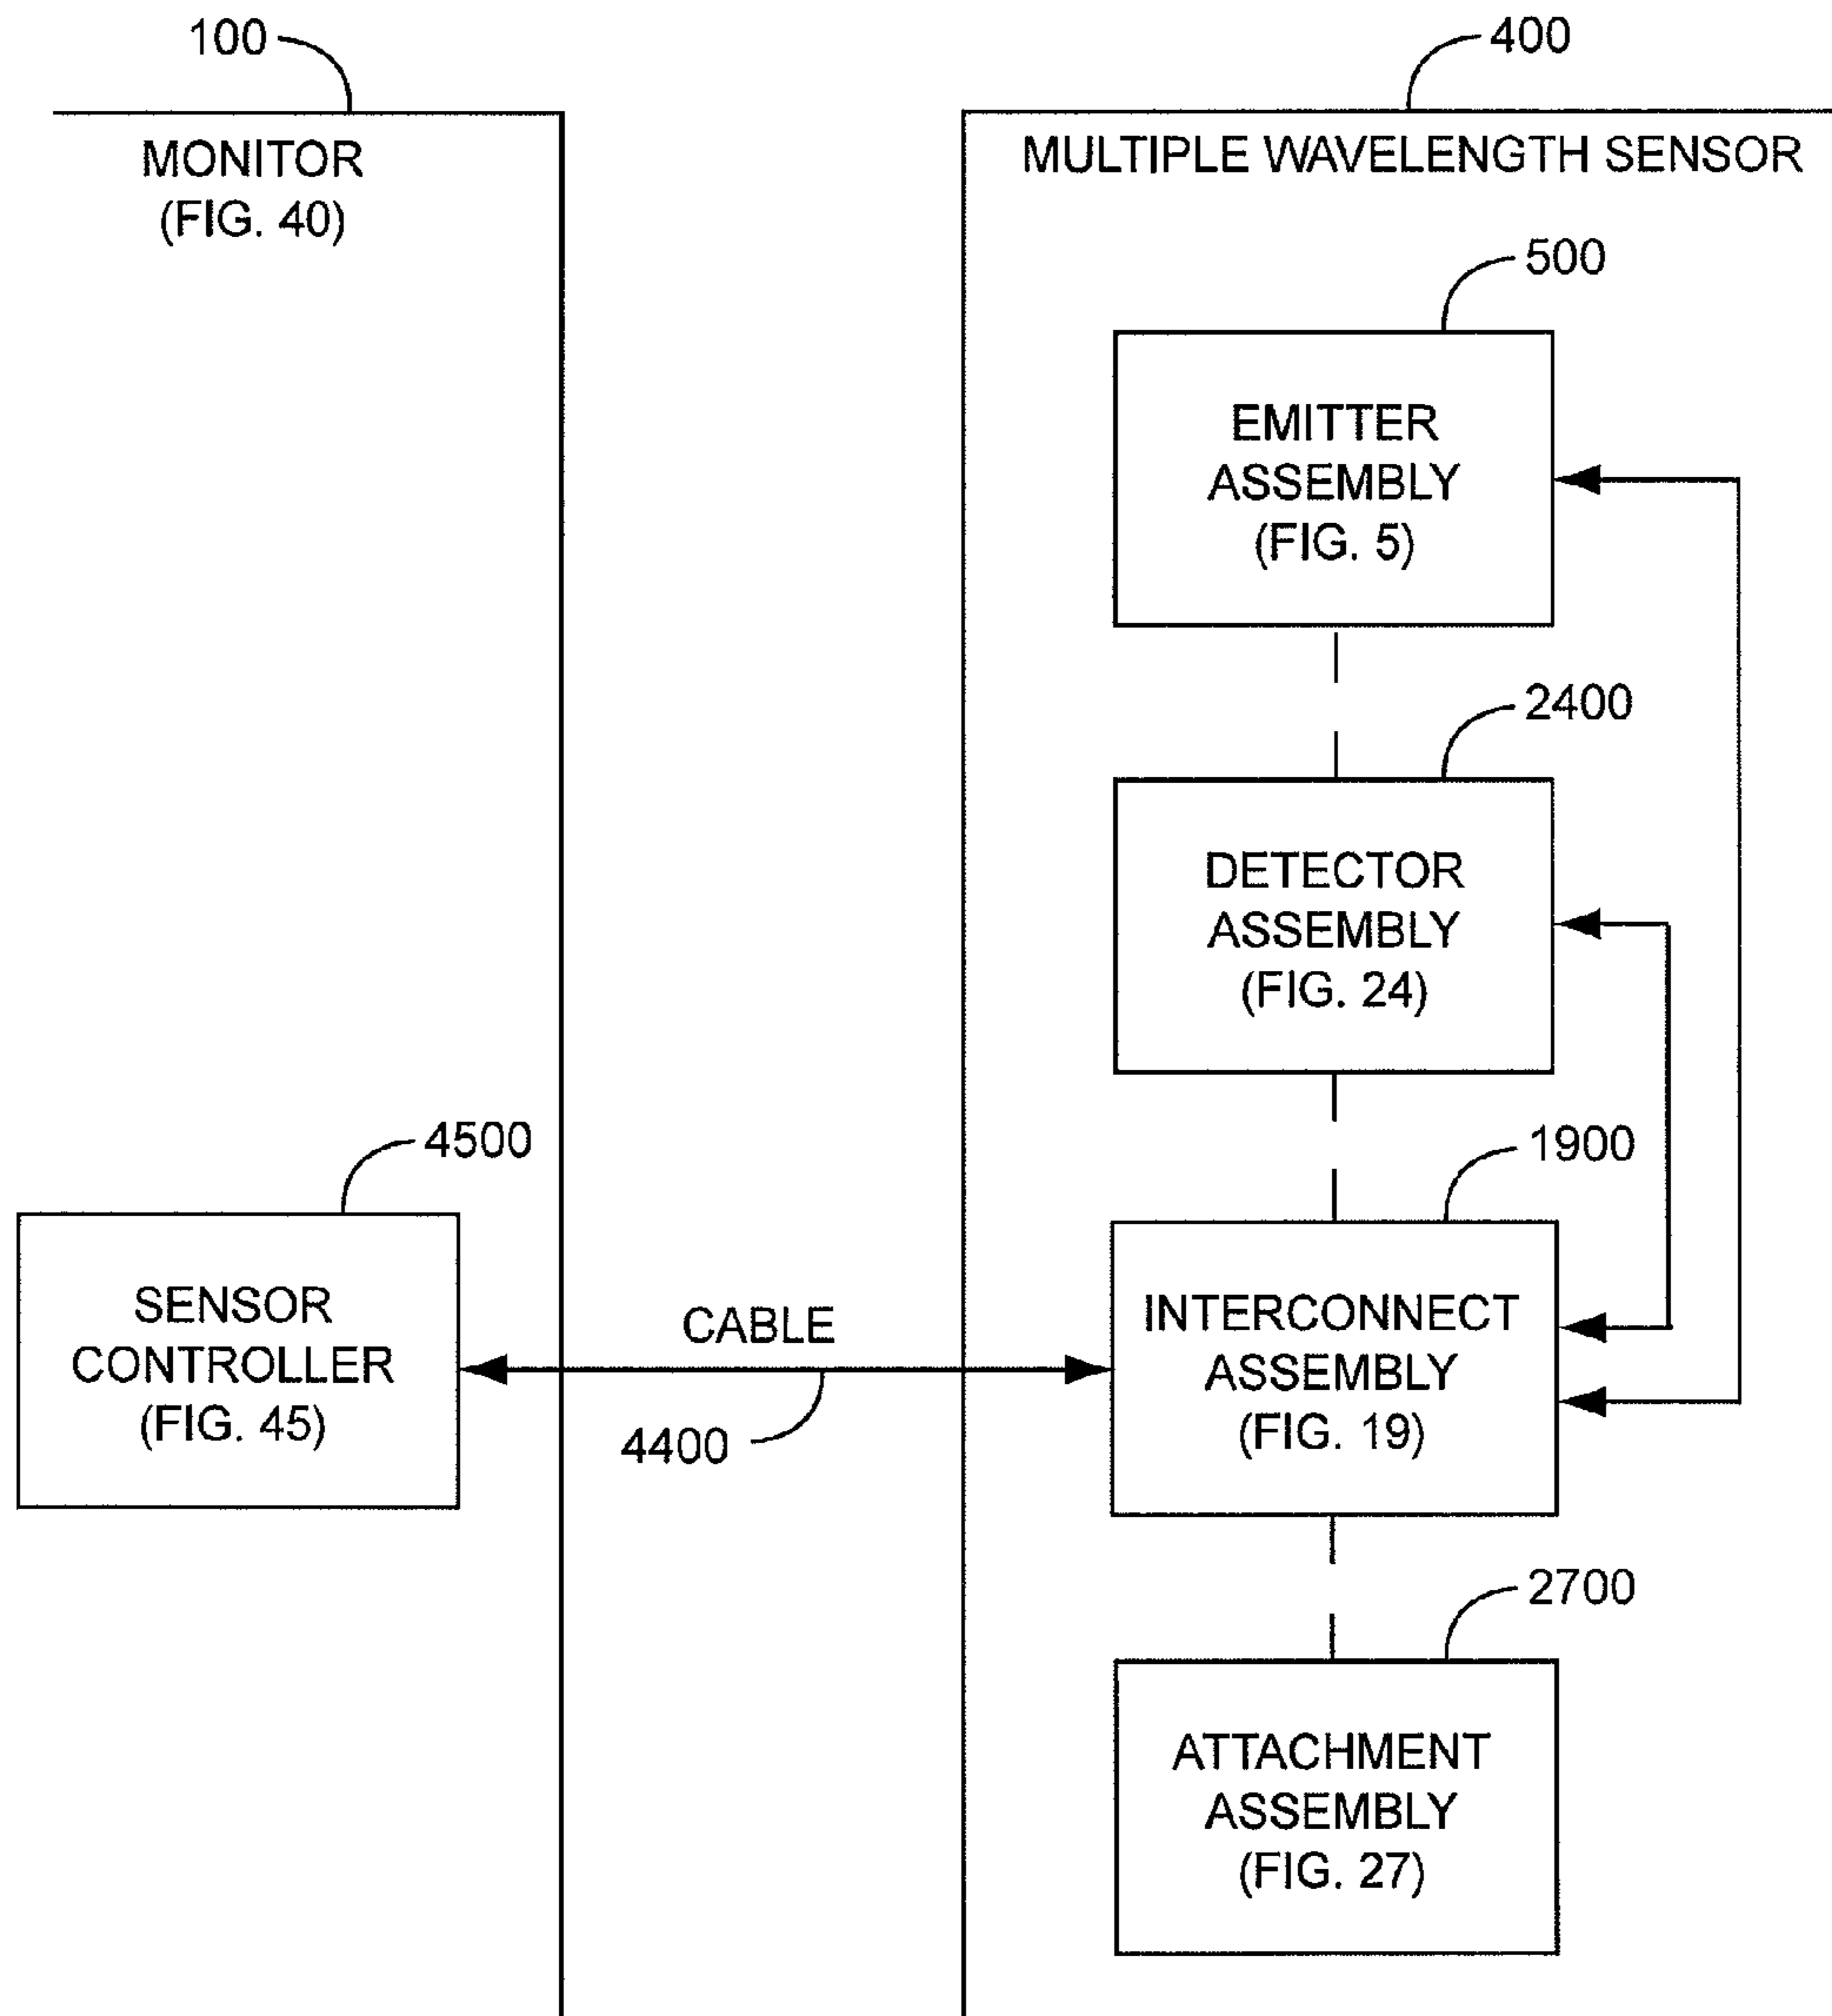 100
400
MONITOR
(FIG. 40)
MULTIPLE WAVELENGTH SENSOR
500
EMITTER
ASSEMBLY
(FIG. 5)
2400
DETECTOR
ASSEMBLY
(FIG. 24)
4500
1900
SENSOR
CONTROLLER
(FIG. 45)
CABLE
4400
INTERCONNECT
ASSEMBLY
(FIG. 19)
2700
ATTACHMENT
ASSEMBLY
(FIG. 27)